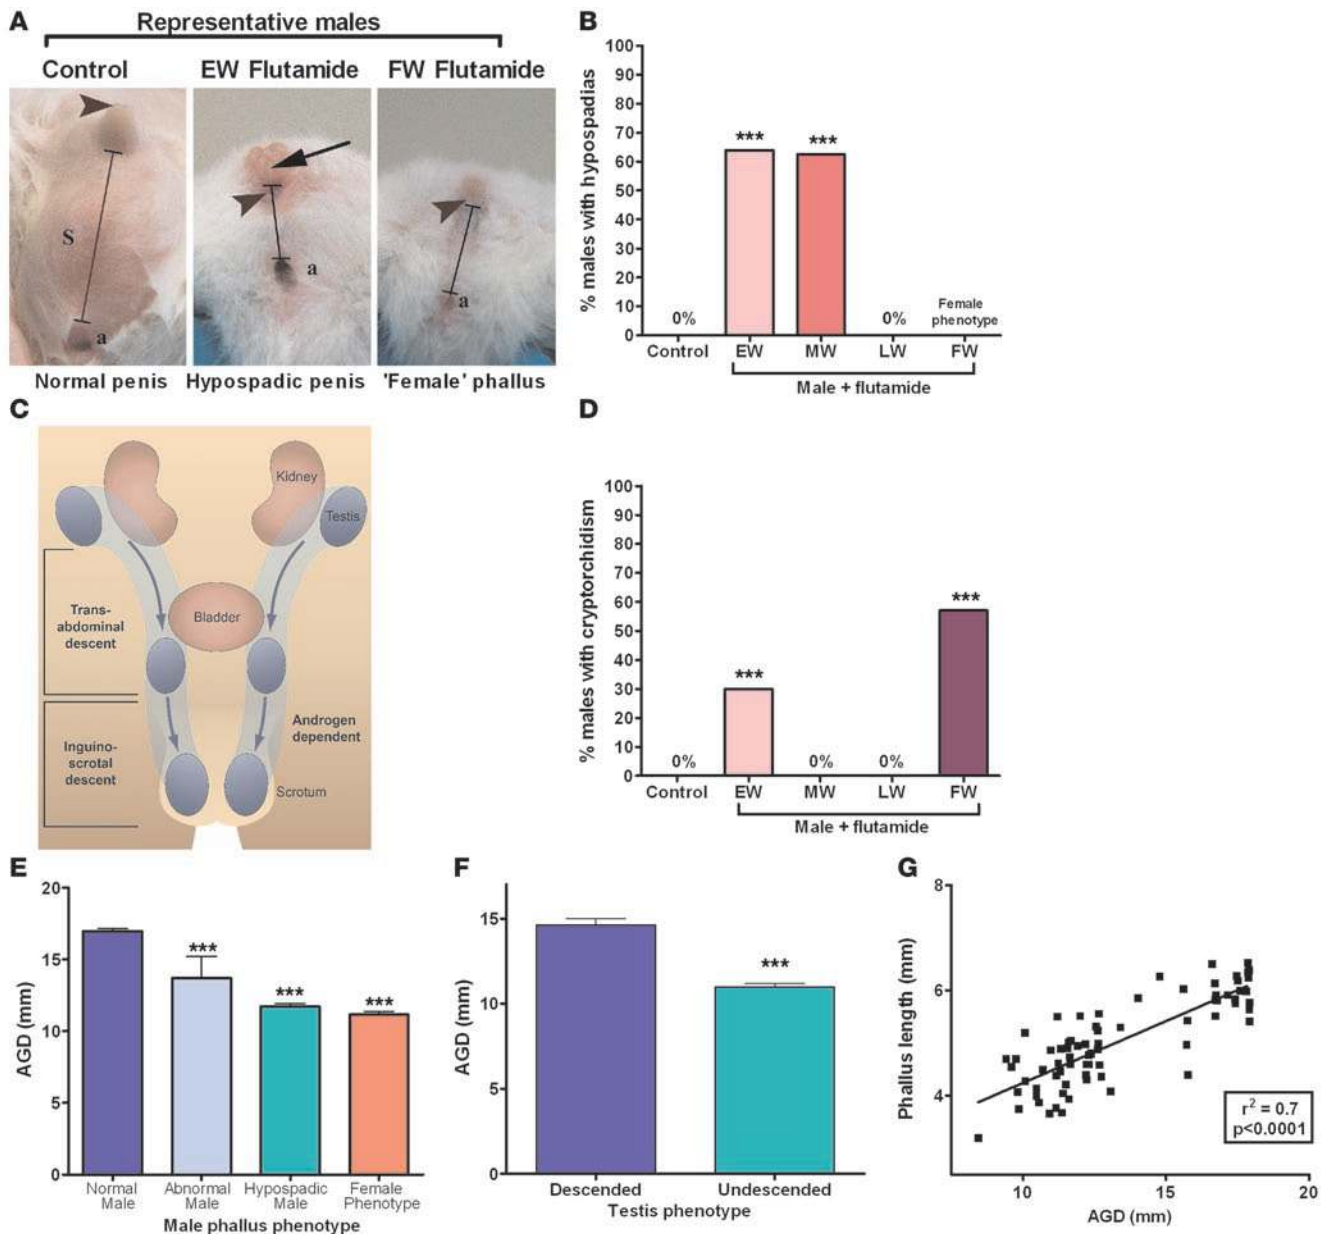 A
Representative males
Control
EW Flutamide
FW Flutamide
S
a
a
a
Normal penis
Hypospadic penis
'Female' phallus
B
% males with hypospadias
100
90
80
70
60
50
40
30
20
10
0
0%
***
***
0%
Female
phenotype
Control
EW
MW
LW
FW
Male + flutamide
C
Kidney
Testis
Trans-
abdominal
descent
Bladder
Inguino-
scrotal
descent
Androgen
dependent
Scrotum
D
% males with cryptorchidism
100
90
80
70
60
50
40
30
20
10
0
0%
***
0%
0%
***
Control
EW
MW
LW
FW
Male + flutamide
E
AGD (mm)
20
15
10
5
0
***
***
***
Normal
Male
Abnormal
Male
Hypospadic
Male
Female
Phenotype
Male phallus phenotype
F
AGD (mm)
15
10
5
0
***
Descended
Undescended
Testis phenotype
G
Phallus length (mm)
8
6
4
r² = 0.7
p<0.0001
10
15
20
AGD (mm)